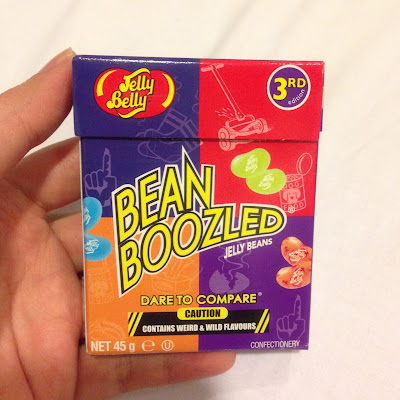 Jelly
Belly
3RD
edition
BEAN
BOOZLED®
JELLY BEANS
DARE TO COMPARE®
CAUTION
CONTAINS WEIRD & WILD FLAVOURS
NET 45 g ℮ U
CONFECTIONERY